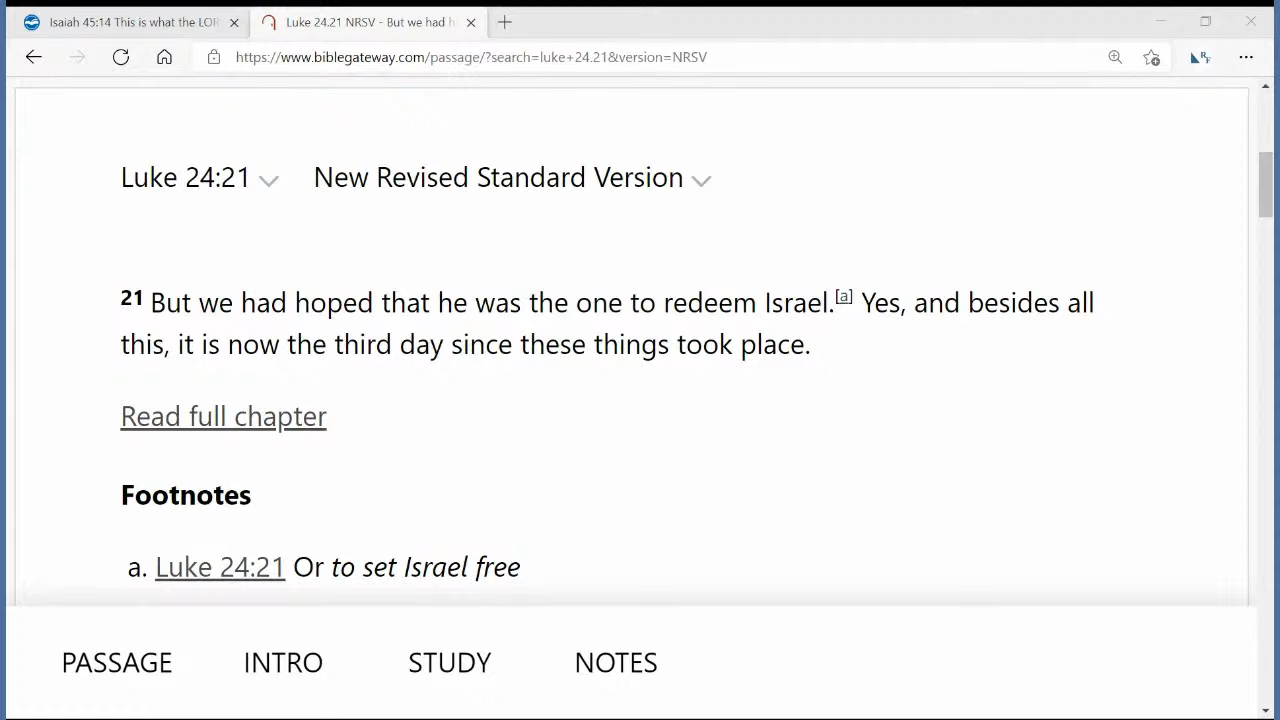 Isaiah 45:14 This is what the LOR
Luke 24.21 NRSV - But we had h
https://www.biblegateway.com/passage/?search=luke+24.21&version=NRSV
Luke 24:21 New Revised Standard Version
21 But we had hoped that he was the one to redeem Israel.[a] Yes, and besides all
this, it is now the third day since these things took place.
Read full chapter
Footnotes
a. Luke 24:21 Or to set Israel free
PASSAGE INTRO STUDY NOTES